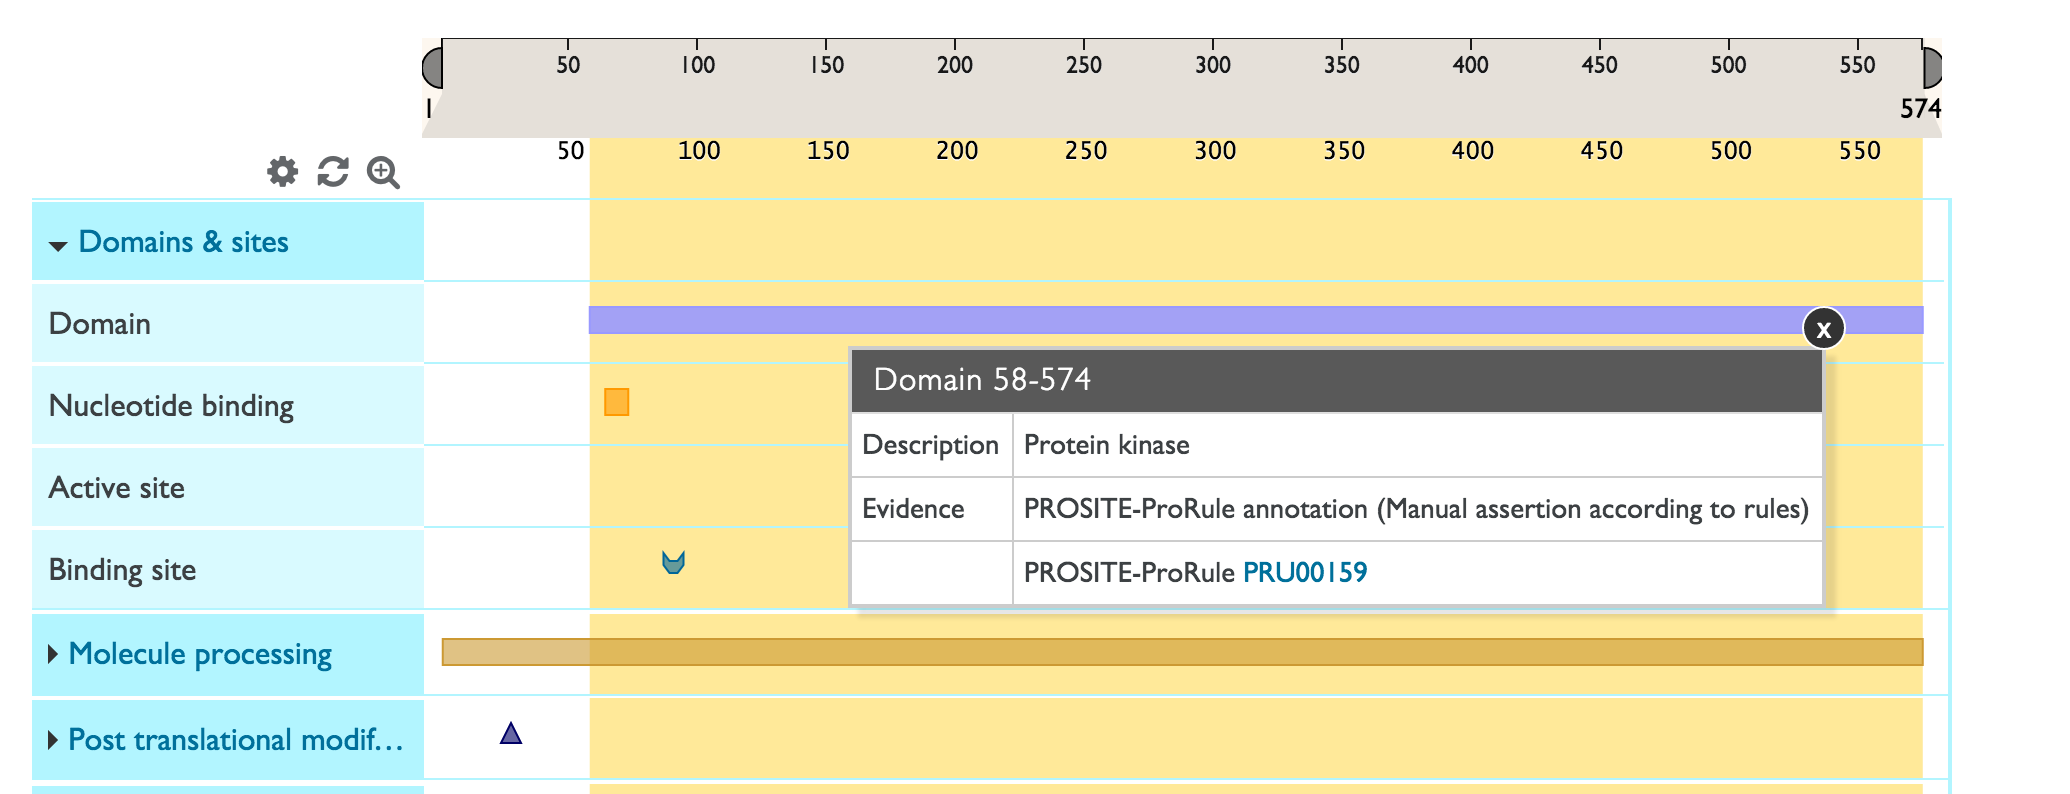 50 100 150 200 250 300 350 400 450 500 550
1 574
50 100 150 200 250 300 350 400 450 500 550
Domains & sites
Domain
x
Domain 58-574
Nucleotide binding
Description Protein kinase
Active site
Evidence PROSITE-ProRule annotation (Manual assertion according to rules)
Binding site
PROSITE-ProRule PRU00159
Molecule processing
Post translational modif...